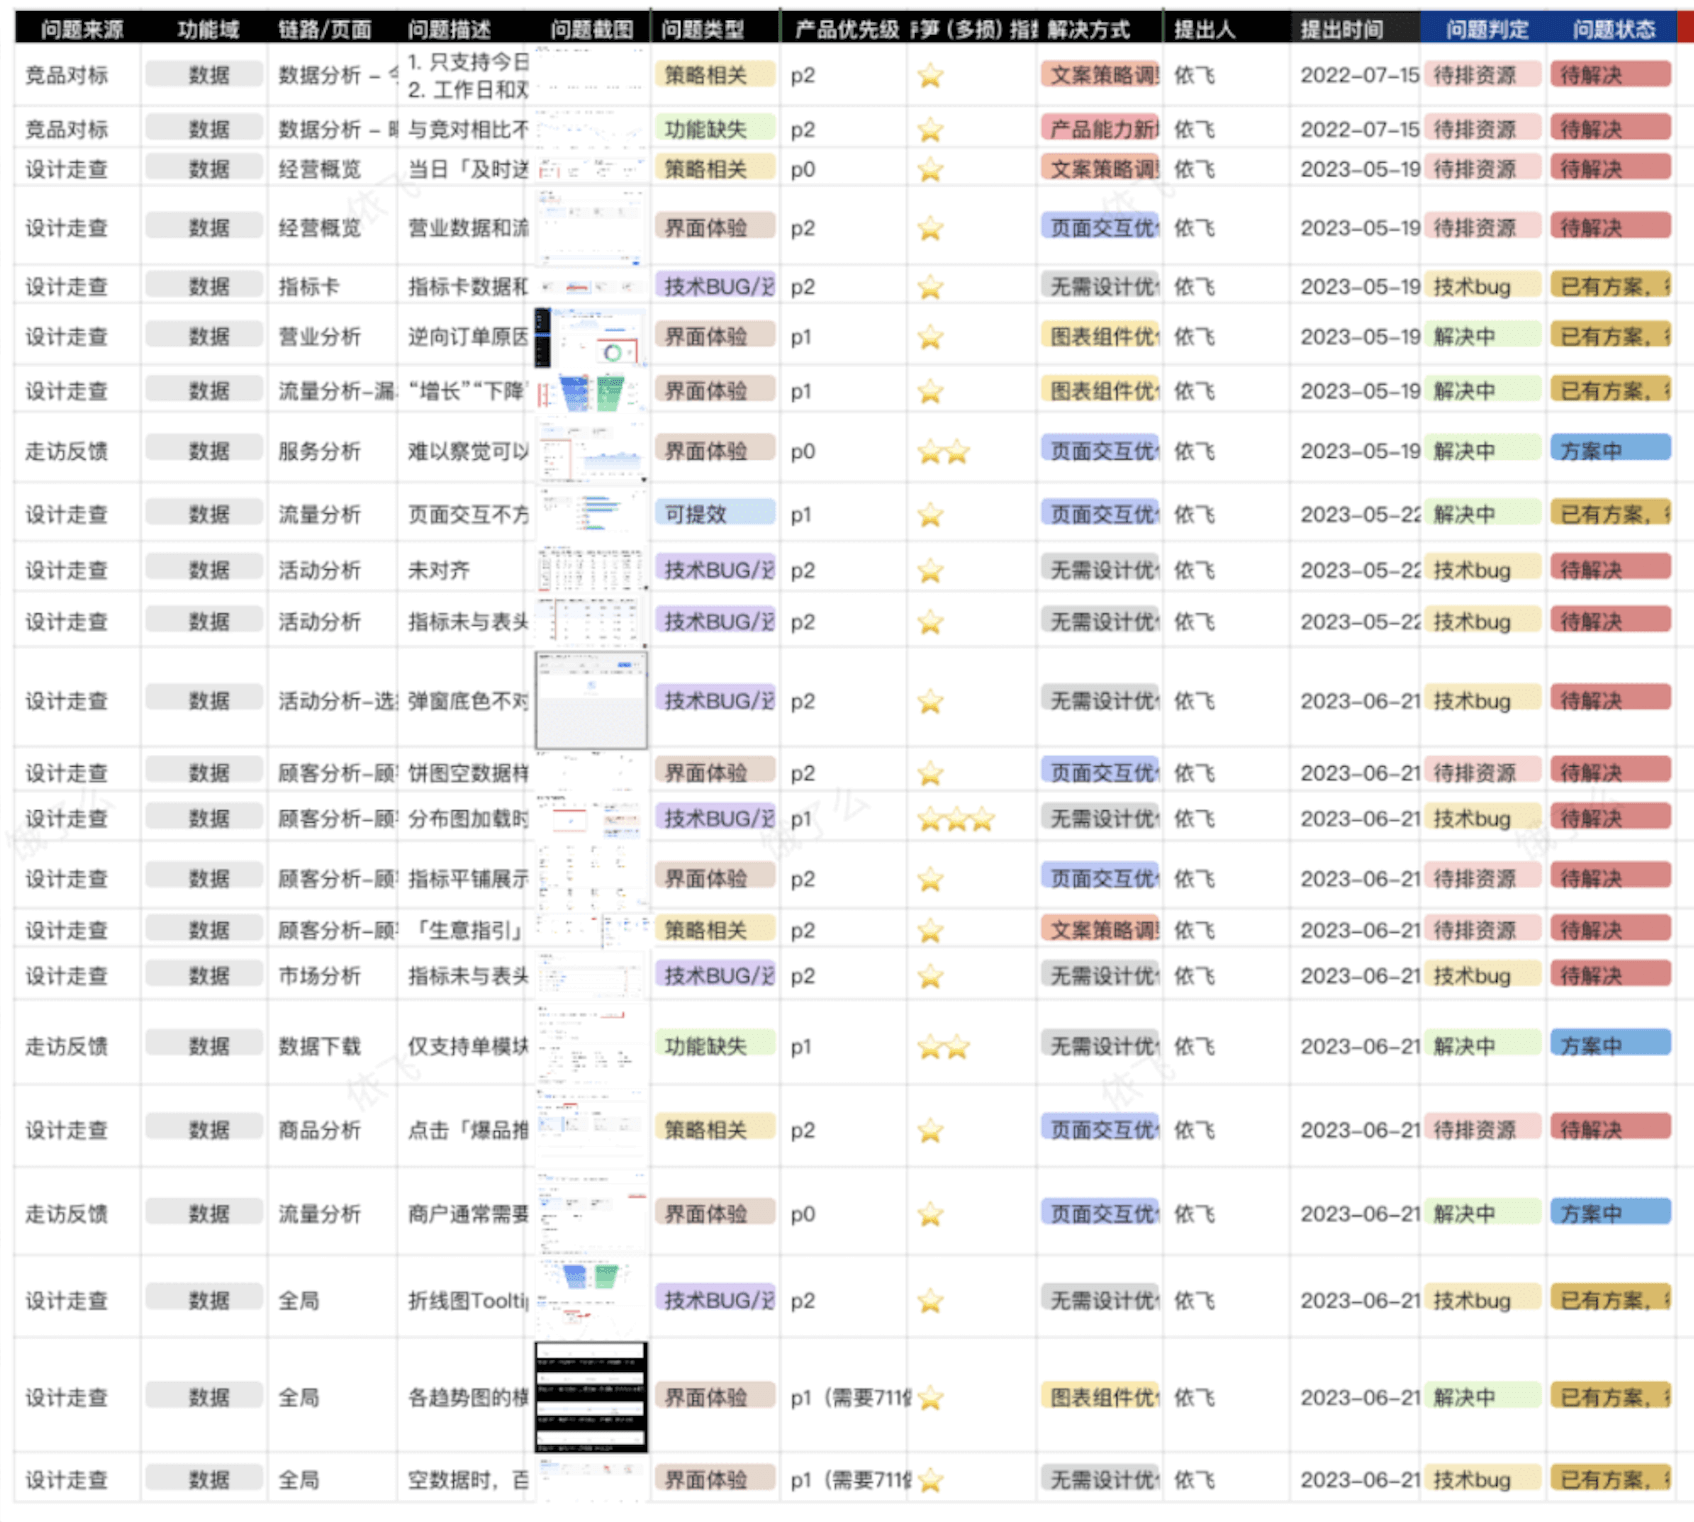 问题来源 功能域 链路/页面 问题描述 问题截图 问题类型 产品优先级 笋(多损)指 解决方式 提出人 提出时间 问题判定 问题状态
竞品对标 数据 数据分析 - 1. 只支持今日 策略相关 p2 ⭐ 文案策略调 依飞 2022-07-15 待排资源 待解决
2. 工作日和
竞品对标 数据 数据分析 - 与竞对相比不 功能缺失 p2 ⭐ 产品能力新 依飞 2022-07-15 待排资源 待解决
设计走查 数据 经营概览 当日「及时送 策略相关 p0 ⭐ 文案策略调 依飞 2023-05-19 待排资源 待解决
设计走查 数据 经营概览 营业数据和流 界面体验 p2 ⭐ 页面交互优 依飞 2023-05-19 待排资源 待解决
设计走查 数据 指标卡 指标卡数据和 技术BUG/ p2 ⭐ 无需设计优 依飞 2023-05-19 技术bug 已有方案,
设计走查 数据 营业分析 逆向订单原因 界面体验 p1 ⭐ 图表组件优 依飞 2023-05-19 解决中 已有方案,
设计走查 数据 流量分析-漏 “增长”“下降” 界面体验 p1 ⭐ 图表组件优 依飞 2023-05-19 解决中 已有方案,
走访反馈 数据 服务分析 难以察觉可以 界面体验 p0 ⭐⭐ 页面交互优 依飞 2023-05-19 解决中 方案中
设计走查 数据 流量分析 页面交互不方 可提效 p1 ⭐ 页面交互优 依飞 2023-05-22 解决中 已有方案,
设计走查 数据 活动分析 未对齐 技术BUG/ p2 ⭐ 无需设计优 依飞 2023-05-22 技术bug 待解决
设计走查 数据 活动分析 指标未与表头 技术BUG/ p2 ⭐ 无需设计优 依飞 2023-05-22 技术bug 待解决
设计走查 数据 活动分析-选 弹窗底色不对 技术BUG/ p2 ⭐ 无需设计优 依飞 2023-06-21 技术bug 待解决
设计走查 数据 顾客分析-顾 饼图空数据样 界面体验 p2 ⭐ 页面交互优 依飞 2023-06-21 待排资源 待解决
设计走查 数据 顾客分析-顾 分布图加载时 技术BUG/ p1 ⭐⭐⭐ 无需设计优 依飞 2023-06-21 技术bug 待解决
设计走查 数据 顾客分析-顾 指标平铺展示 界面体验 p2 ⭐ 页面交互优 依飞 2023-06-21 待排资源 待解决
设计走查 数据 顾客分析-顾 「生意指引」 策略相关 p2 ⭐ 文案策略调 依飞 2023-06-21 待排资源 待解决
设计走查 数据 市场分析 指标未与表头 技术BUG/ p2 ⭐ 无需设计优 依飞 2023-06-21 技术bug 待解决
走访反馈 数据 数据下载 仅支持单模块 功能缺失 p1 ⭐⭐ 无需设计优 依飞 2023-06-21 解决中 方案中
设计走查 数据 商品分析 点击「爆品推 策略相关 p2 ⭐ 页面交互优 依飞 2023-06-21 待排资源 待解决
走访反馈 数据 流量分析 商户通常需要 界面体验 p0 ⭐ 页面交互优 依飞 2023-06-21 解决中 方案中
设计走查 数据 全局 折线图Toolti 技术BUG/ p2 ⭐ 无需设计优 依飞 2023-06-21 技术bug 已有方案,
设计走查 数据 全局 各趋势图的横 界面体验 p1(需要711 ⭐ 图表组件优 依飞 2023-06-21 解决中 已有方案,
设计走查 数据 全局 空数据时,百 界面体验 p1(需要711 ⭐ 无需设计优 依飞 2023-06-21 技术bug 已有方案,
依飞
依飞
饿了么
饿了么
饿了么
依飞
依飞